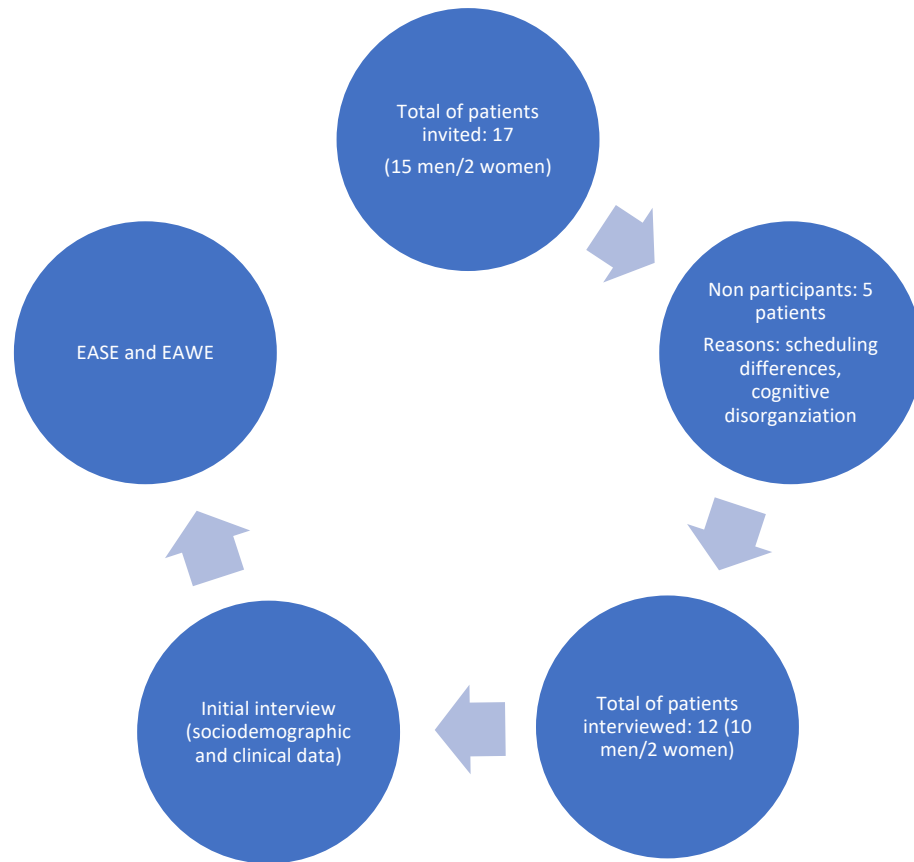 Total of patients
invited: 17
(15 men/2 women)
Non participants: 5
patients
Reasons: scheduling
differences,
cognitive
disorganziation
Total of patients
interviewed: 12 (10
men/2 women)
Initial interview
(sociodemographic
and clinical data)
EASE and EAWE